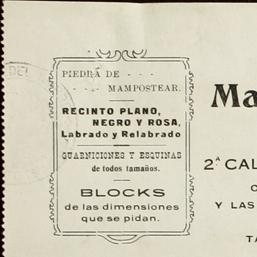 PIEDRA DE - - -
- - - - MAMPOSTEAR.
RECINTO PLANO,
NEGRO Y ROSA,
Labrado y Relabrado
GUARNICIONES Y ESQUINAS
de todos tamaños.
BLOCKS
de las dimensiones
que se pidan.
Ma
2ª CAL
C
Y LAS
TA